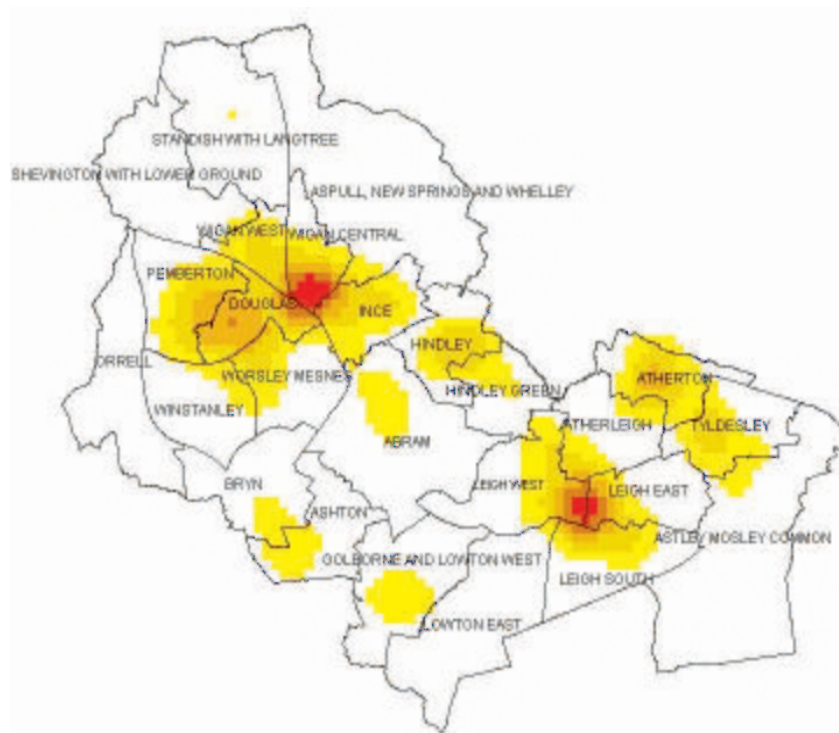 STANDISH WITH LANGTREE
SHEVINGTON WITH LOWER GROUND
ASPULL, NEW SPRINGS AND WHELLEY
WIGAN WEST
WIGAN CENTRAL
PEMBERTON
DOUGLAS
INCE
HINDLEY
ORRELL
WORSLEY MESNES
HINDLEY GREEN
ATHERTON
WINSTANLEY
ATHERLEIGH
TYLDESLEY
ABRAM
BRYN
LEIGH WEST
LEIGH EAST
ASHTON
ASTLEY MOSLEY COMMON
GOLBORNE AND LOWTON WEST
LEIGH SOUTH
LOWTON EAST